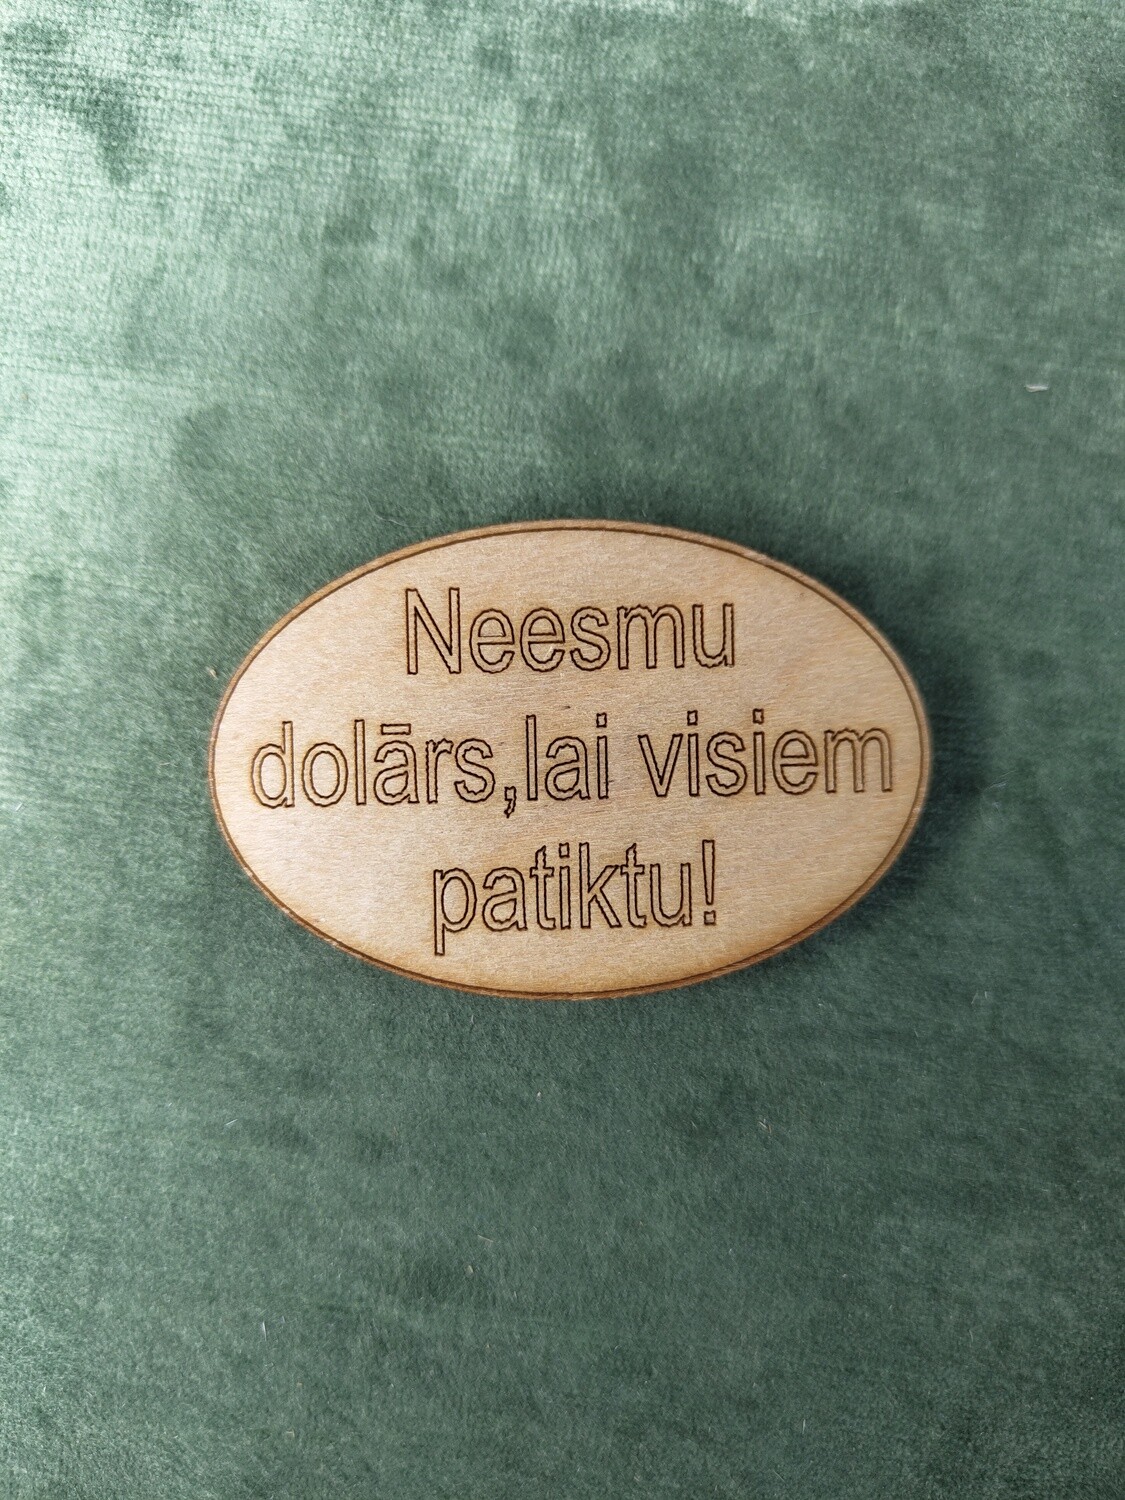 Neesmu
dolārs,lai visiem
patiktu!